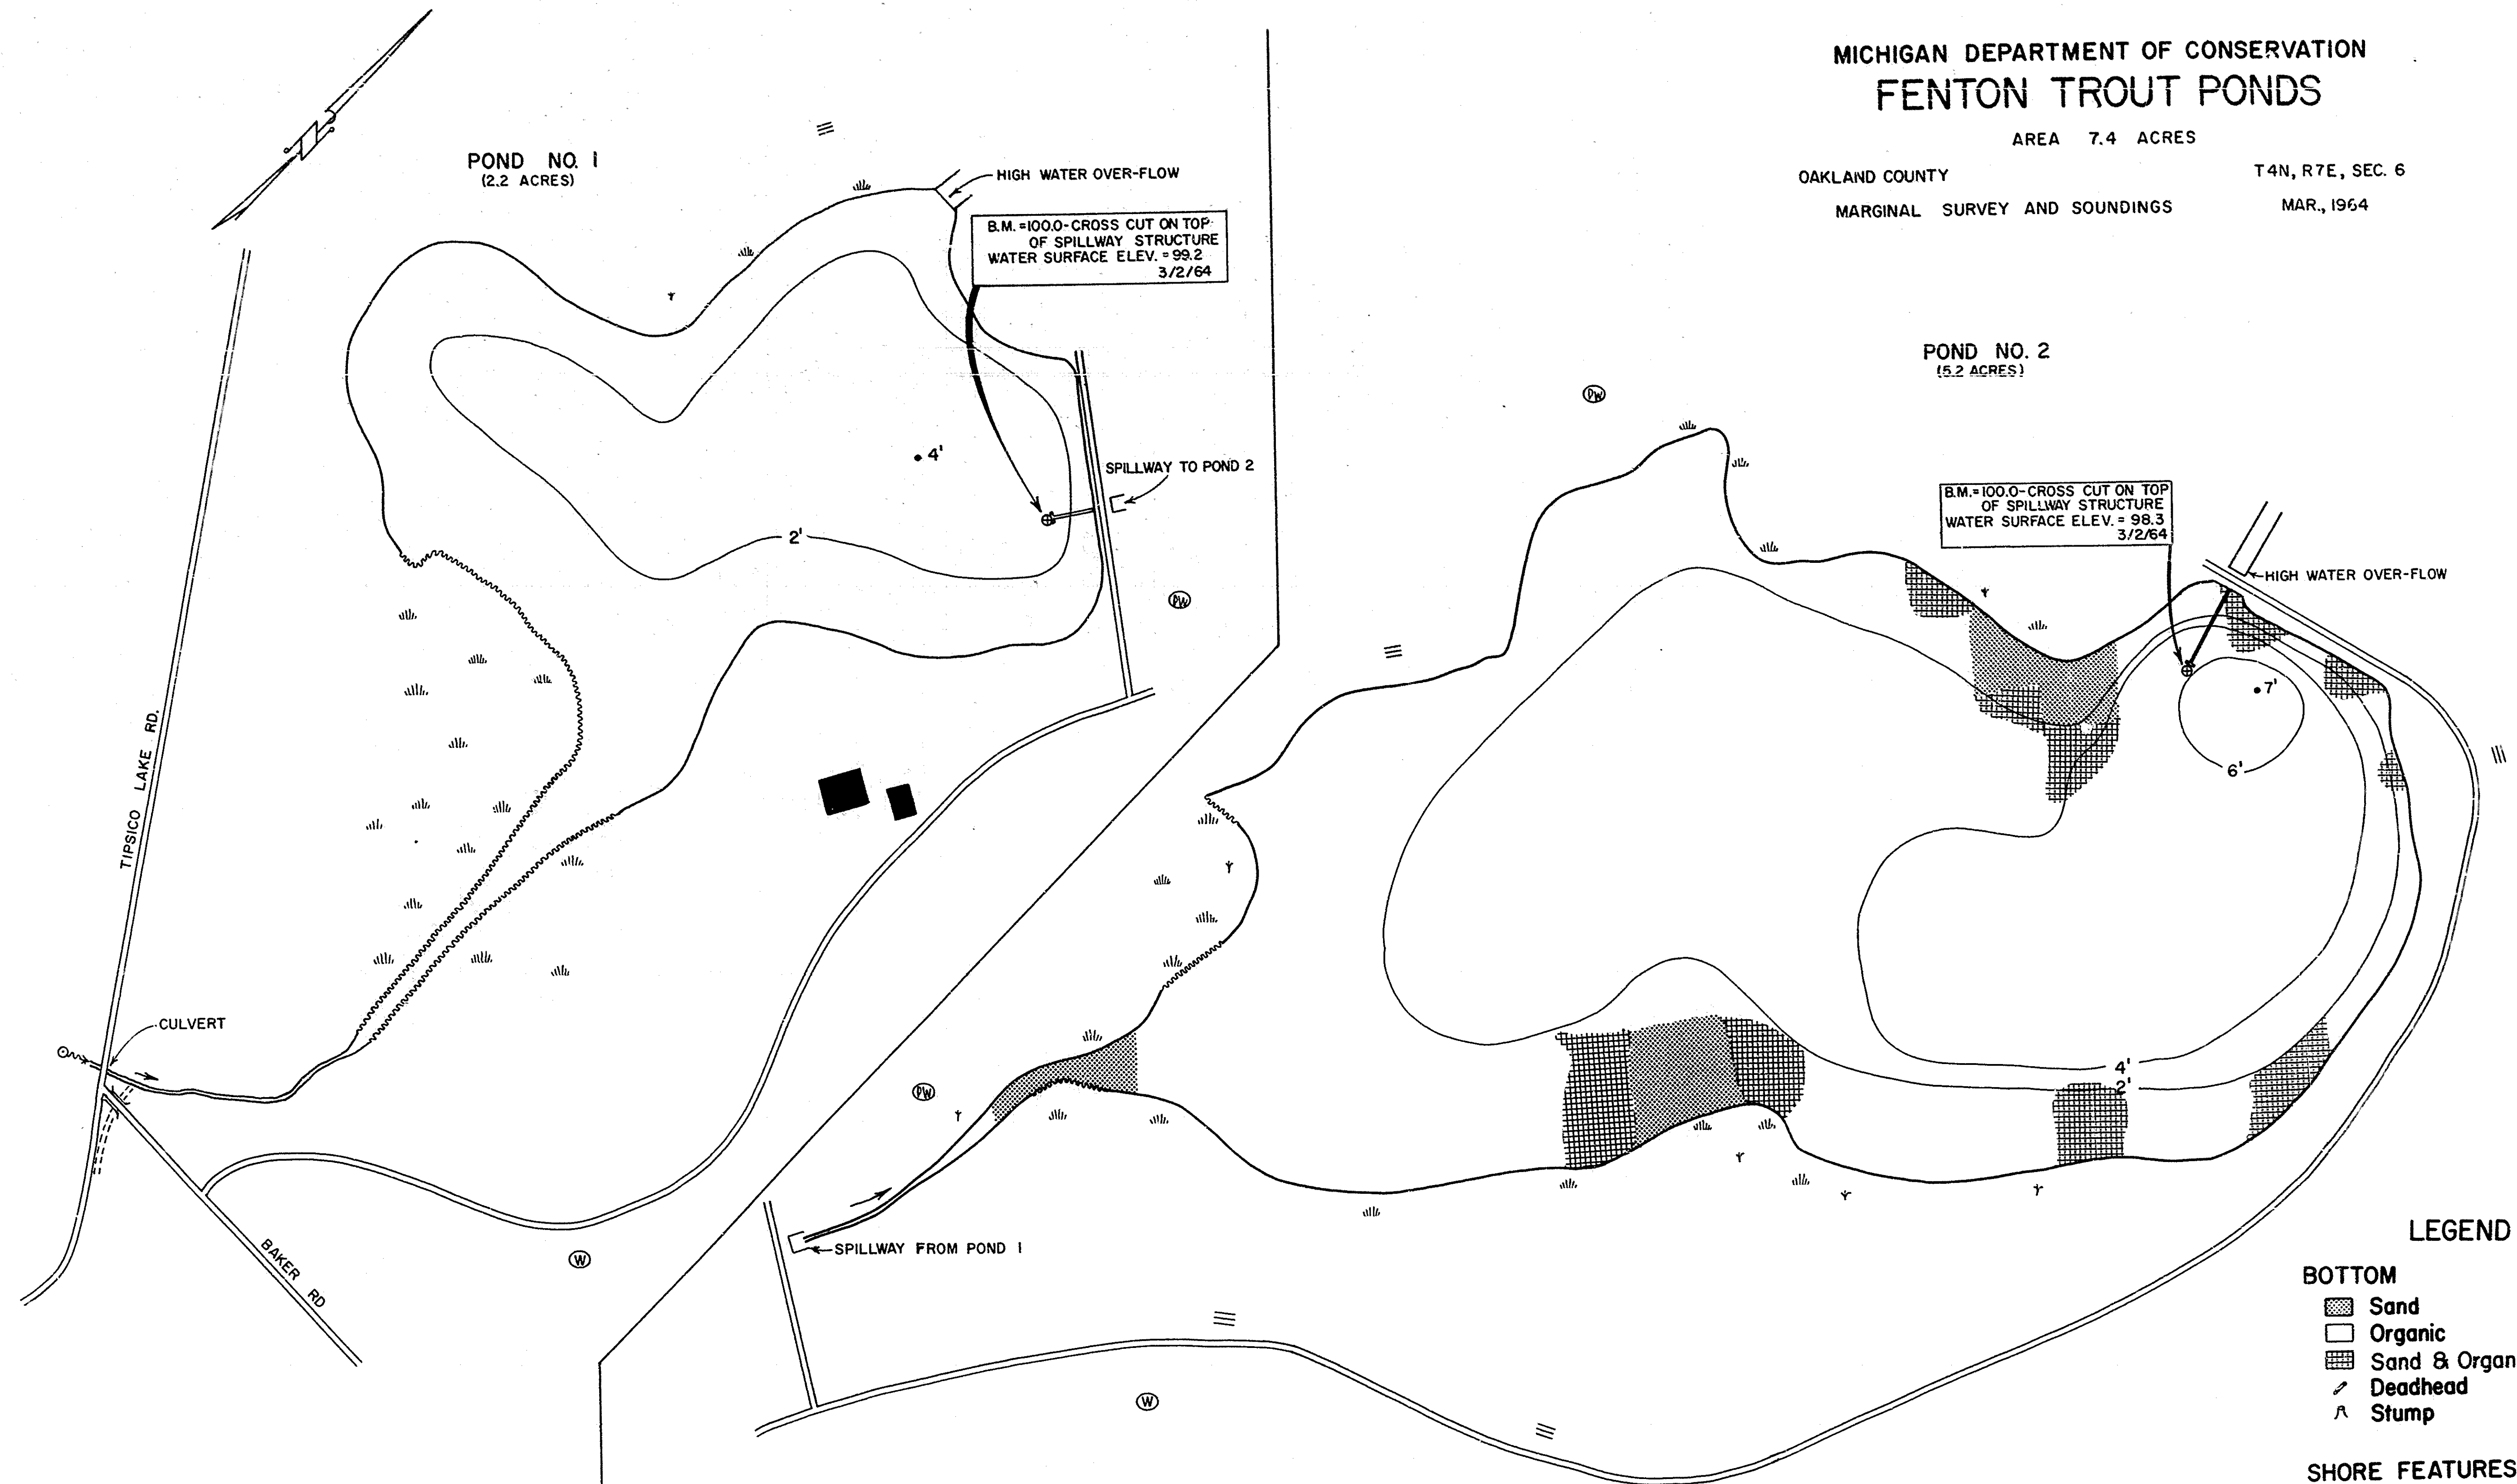 MICHIGAN DEPARTMENT OF CONSERVATION
FENTON TROUT PONDS
AREA 7.4 ACRES
OAKLAND COUNTY T4N, R7E, SEC. 6
MARGINAL SURVEY AND SOUNDINGS MAR., 1964
N
POND NO. 1
(2.2 ACRES)
HIGH WATER OVER-FLOW
B.M.=100.0-CROSS CUT ON TOP
OF SPILLWAY STRUCTURE
WATER SURFACE ELEV. = 99.2
3/2/64
4'
SPILLWAY TO POND 2
2'
PW
TIPSICO LAKE RD.
CULVERT
BAKER RD
W
POND NO. 2
(5.2 ACRES)
PW
B.M.=100.0-CROSS CUT ON TOP
OF SPILLWAY STRUCTURE
WATER SURFACE ELEV. = 98.3
3/2/64
HIGH WATER OVER-FLOW
7'
6'
4'
2'
PW
SPILLWAY FROM POND 1
W
LEGEND
BOTTOM
Sand
Organic
Sand & Organ
Deadhead
Stump
SHORE FEATURES